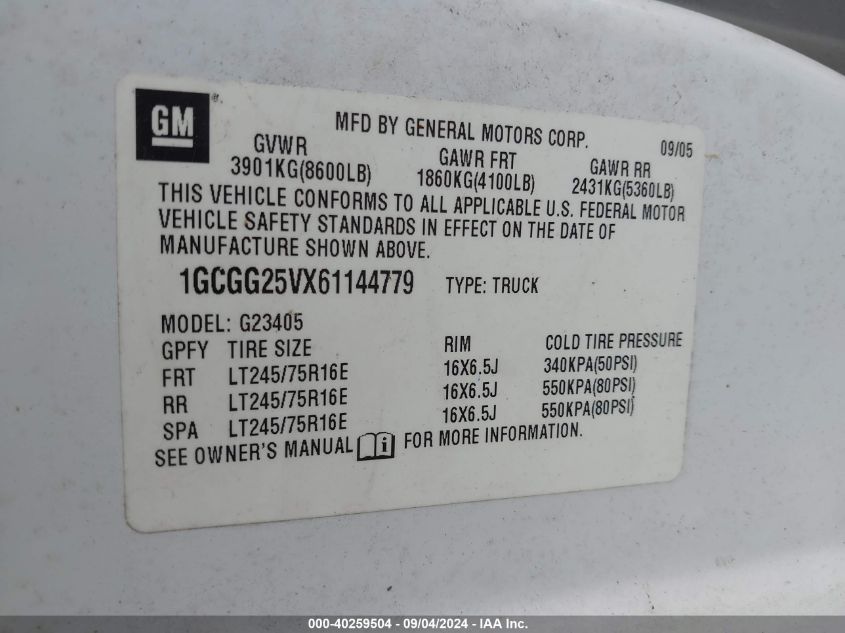 GM
MFD BY GENERAL MOTORS CORP. 09/05
GVWR GAWR FRT GAWR RR
3901KG(8600LB) 1860KG(4100LB) 2431KG(5360LB)
THIS VEHICLE CONFORMS TO ALL APPLICABLE U.S. FEDERAL MOTOR
VEHICLE SAFETY STANDARDS IN EFFECT ON THE DATE OF
MANUFACTURE SHOWN ABOVE.
1GCGG25VX61144779 TYPE: TRUCK
MODEL: G23405
GPFY TIRE SIZE RIM COLD TIRE PRESSURE
FRT LT245/75R16E 16X6.5J 340KPA(50PSI)
RR LT245/75R16E 16X6.5J 550KPA(80PSI)
SPA LT245/75R16E 16X6.5J 550KPA(80PSI)
SEE OWNER'S MANUAL i FOR MORE INFORMATION.
000-40259504 - 09/04/2024 - IAA Inc.